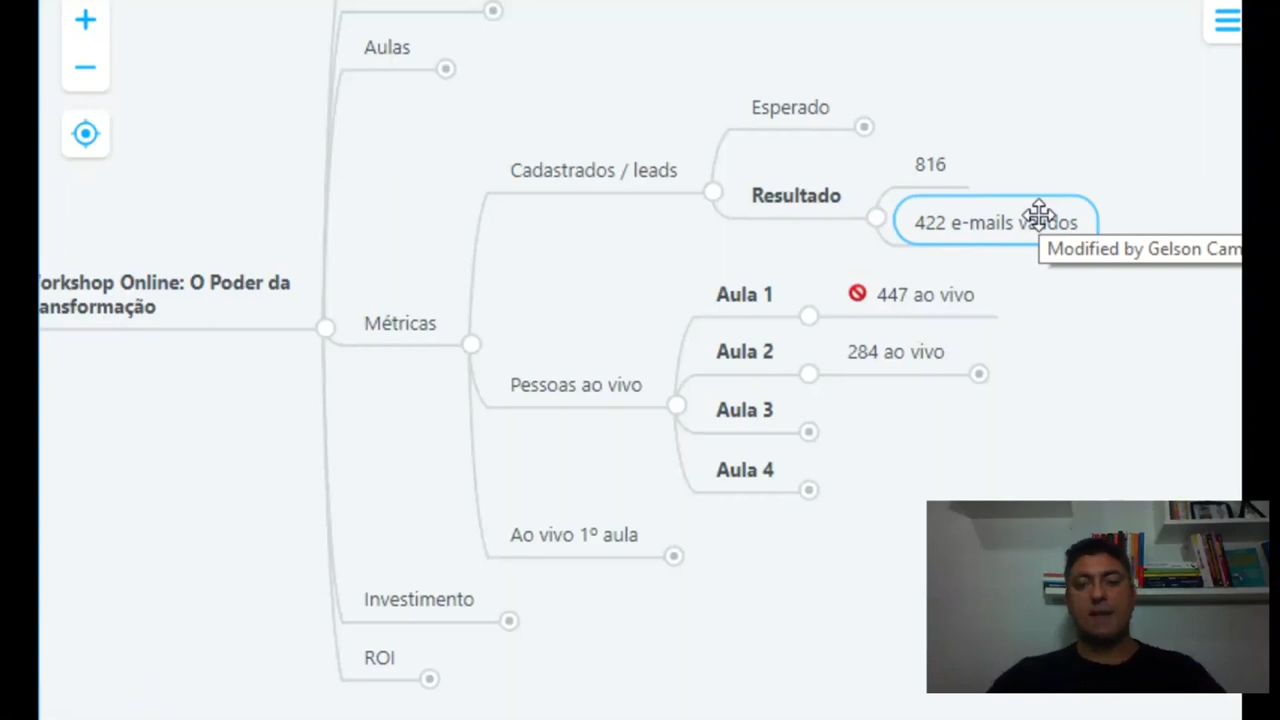 Aulas
Esperado
Cadastrados / leads
816
Resultado
422 e-mails
Modified by Gelson Cam
orkshop Online: O Poder da
ansformação
Aula 1
447 ao vivo
Métricas
Aula 2
284 ao vivo
Pessoas ao vivo
Aula 3
Aula 4
Ao vivo 1º aula
Investimento
ROI